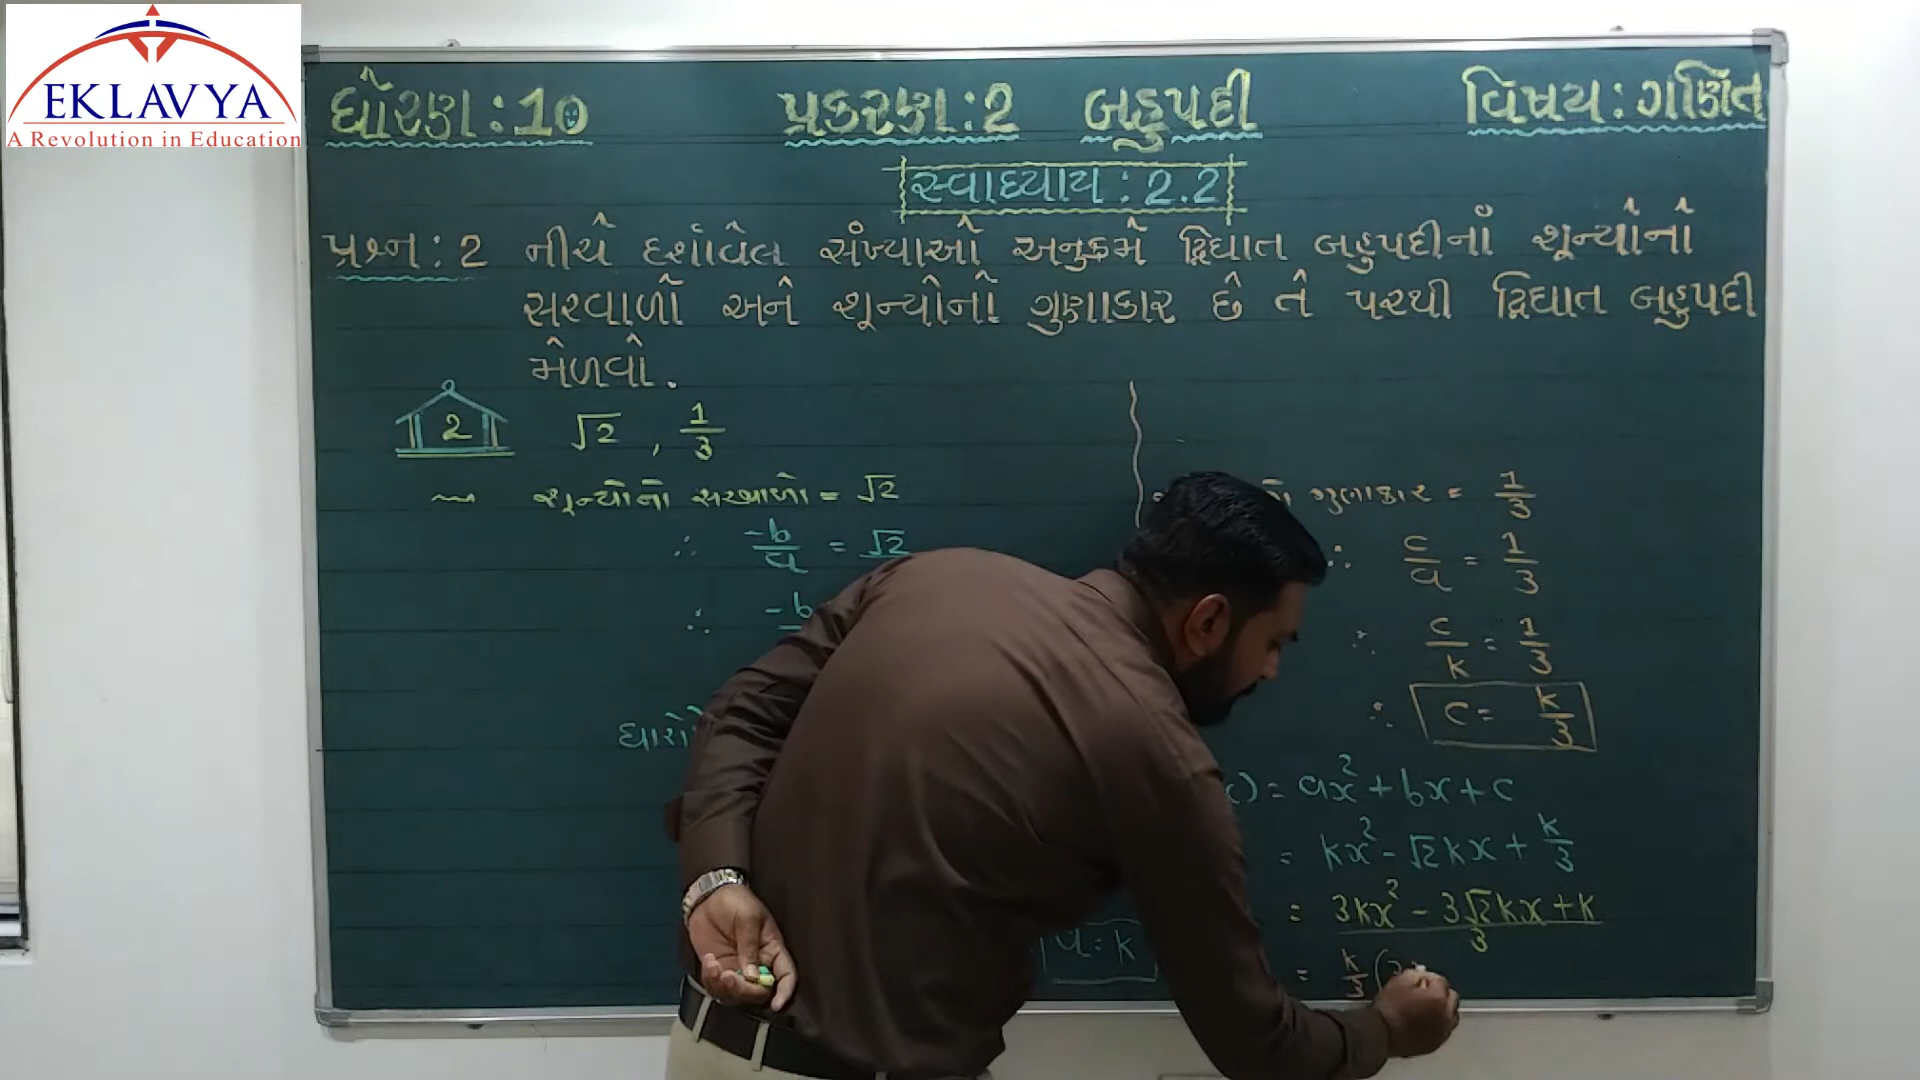 EKLAVYA
A Revolution in Education
ધોરણ : 10 પ્રકરણ : 2 બહુપદી વિષય : ગણિત
સ્વાધ્યાય : 2.2
પ્રશ્ન : 2 નીચે દર્શાવેલ સંખ્યાઓ અનુક્રમે દ્વિઘાત બહુપદીનાં શૂન્યોનો
સરવાળો અને શૂન્યોનો ગુણાકાર છે તે પરથી દ્વિઘાત બહુપદી
મેળવો.
2 √2 , 1/3
શૂન્યોનો સરવાળો = √2
∴ -b/a = √2
∴ -b
ગુણાકાર = 1/3
∴ c/a = 1/3
∴ c/k = 1/3
∴ c = k/3
) = ax² + bx + c
= kx² - √2kx + k/3
= 3kx² - 3√2kx + k / 3
a = k
= k/3 (3x